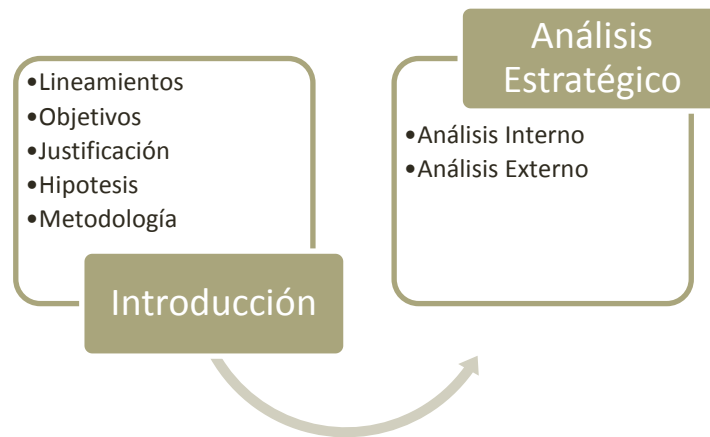 •Lineamientos
•Objetivos
•Justificación
•Hipotesis
•Metodología
Introducción
Análisis
Estratégico
•Análisis Interno
•Análisis Externo